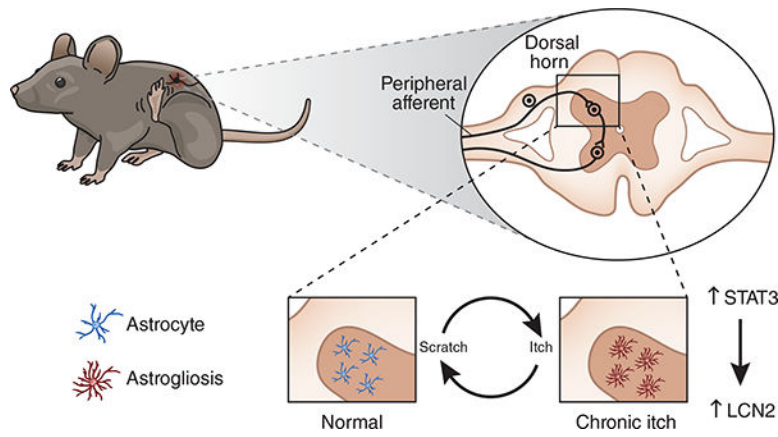 Dorsal
horn
Peripheral
afferent
Astrocyte
Astrogliosis
Scratch
Itch
Normal
Chronic itch
↑ STAT3
↑ LCN2